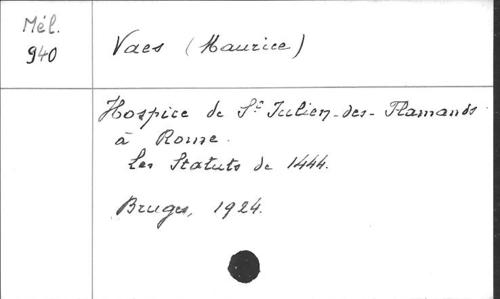 Mél.
940
Vaes (Maurice)
Hospice de St Julien-des-Flamands
à Rome.
Les Statuts de 1444.
Bruges, 1924.